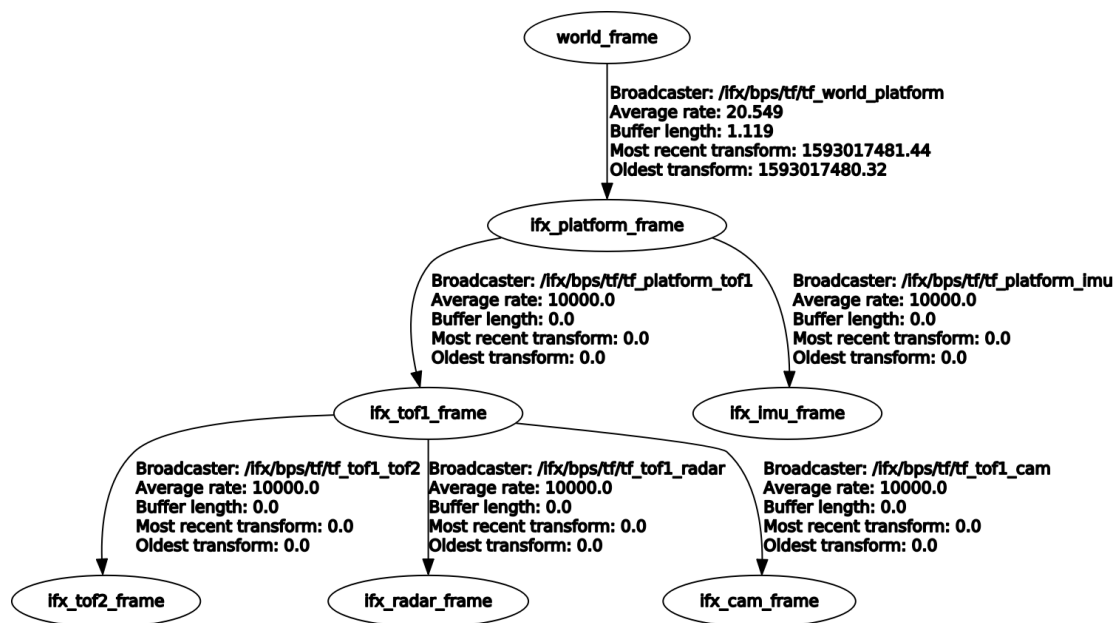 world_frame
Broadcaster: /ifx/bps/tf/tf_world_platform
Average rate: 20.549
Buffer length: 1.119
Most recent transform: 1593017481.44
Oldest transform: 1593017480.32
ifx_platform_frame
Broadcaster: /ifx/bps/tf/tf_platform_tof1
Average rate: 10000.0
Buffer length: 0.0
Most recent transform: 0.0
Oldest transform: 0.0
Broadcaster: /ifx/bps/tf/tf_platform_imu
Average rate: 10000.0
Buffer length: 0.0
Most recent transform: 0.0
Oldest transform: 0.0
ifx_tof1_frame
ifx_imu_frame
Broadcaster: /ifx/bps/tf/tf_tof1_tof2
Average rate: 10000.0
Buffer length: 0.0
Most recent transform: 0.0
Oldest transform: 0.0
Broadcaster: /ifx/bps/tf/tf_tof1_radar
Average rate: 10000.0
Buffer length: 0.0
Most recent transform: 0.0
Oldest transform: 0.0
Broadcaster: /ifx/bps/tf/tf_tof1_cam
Average rate: 10000.0
Buffer length: 0.0
Most recent transform: 0.0
Oldest transform: 0.0
ifx_tof2_frame
ifx_radar_frame
ifx_cam_frame